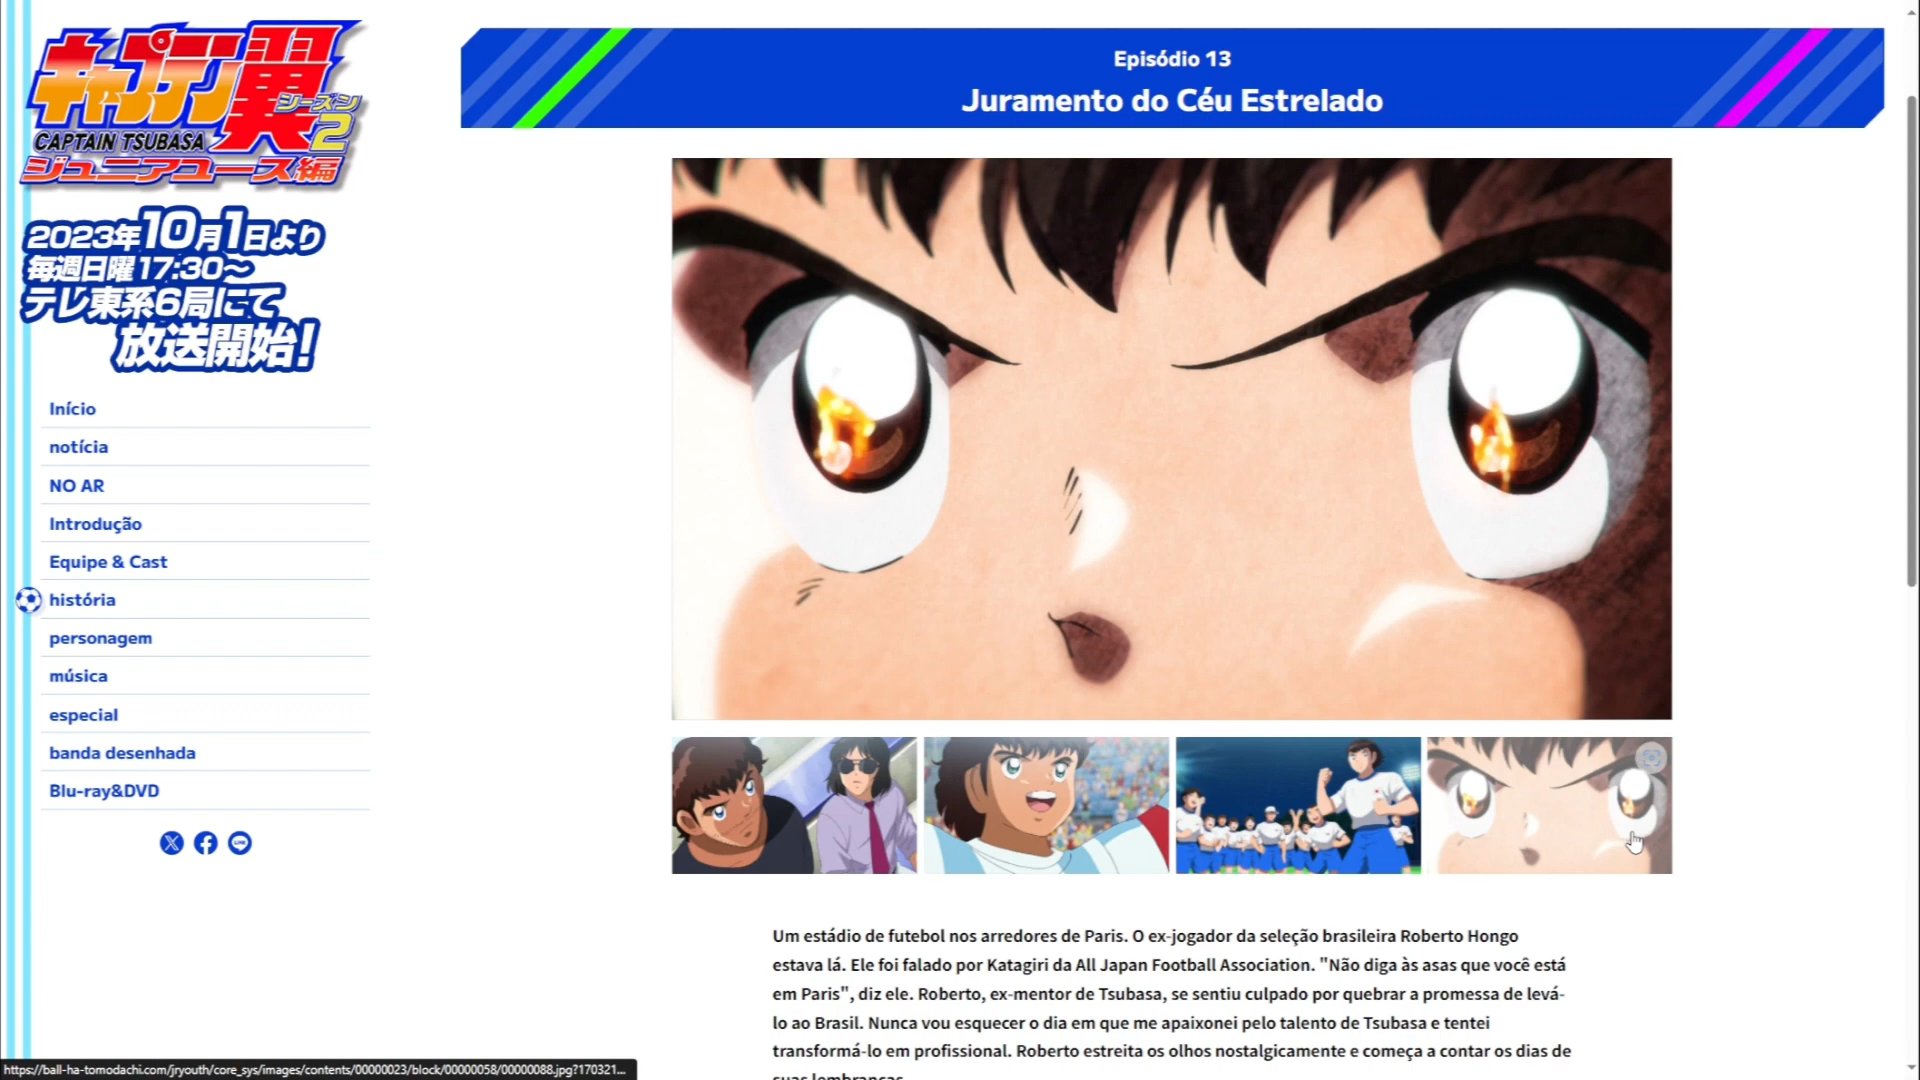 キャプテン翼
シーズン2
CAPTAIN TSUBASA
ジュニアユース編
2023年10月1日より
毎週日曜17:30~
テレ東系6局にて
放送開始!
Início
notícia
NO AR
Introdução
Equipe & Cast
história
personagem
música
especial
banda desenhada
Blu-ray&DVD
Episódio 13
Juramento do Céu Estrelado
Um estádio de futebol nos arredores de Paris. O ex-jogador da seleção brasileira Roberto Hongo
estava lá. Ele foi falado por Katagiri da All Japan Football Association. "Não diga às asas que você está
em Paris", diz ele. Roberto, ex-mentor de Tsubasa, se sentiu culpado por quebrar a promessa de levá-
lo ao Brasil. Nunca vou esquecer o dia em que me apaixonei pelo talento de Tsubasa e tentei
transformá-lo em profissional. Roberto estreita os olhos nostalgicamente e começa a contar os dias de
suas lembranças
https://ball-ha-tomodachi.com/jryouth/core_sys/images/contents/00000023/block/00000058/00000088.jpg?170321...